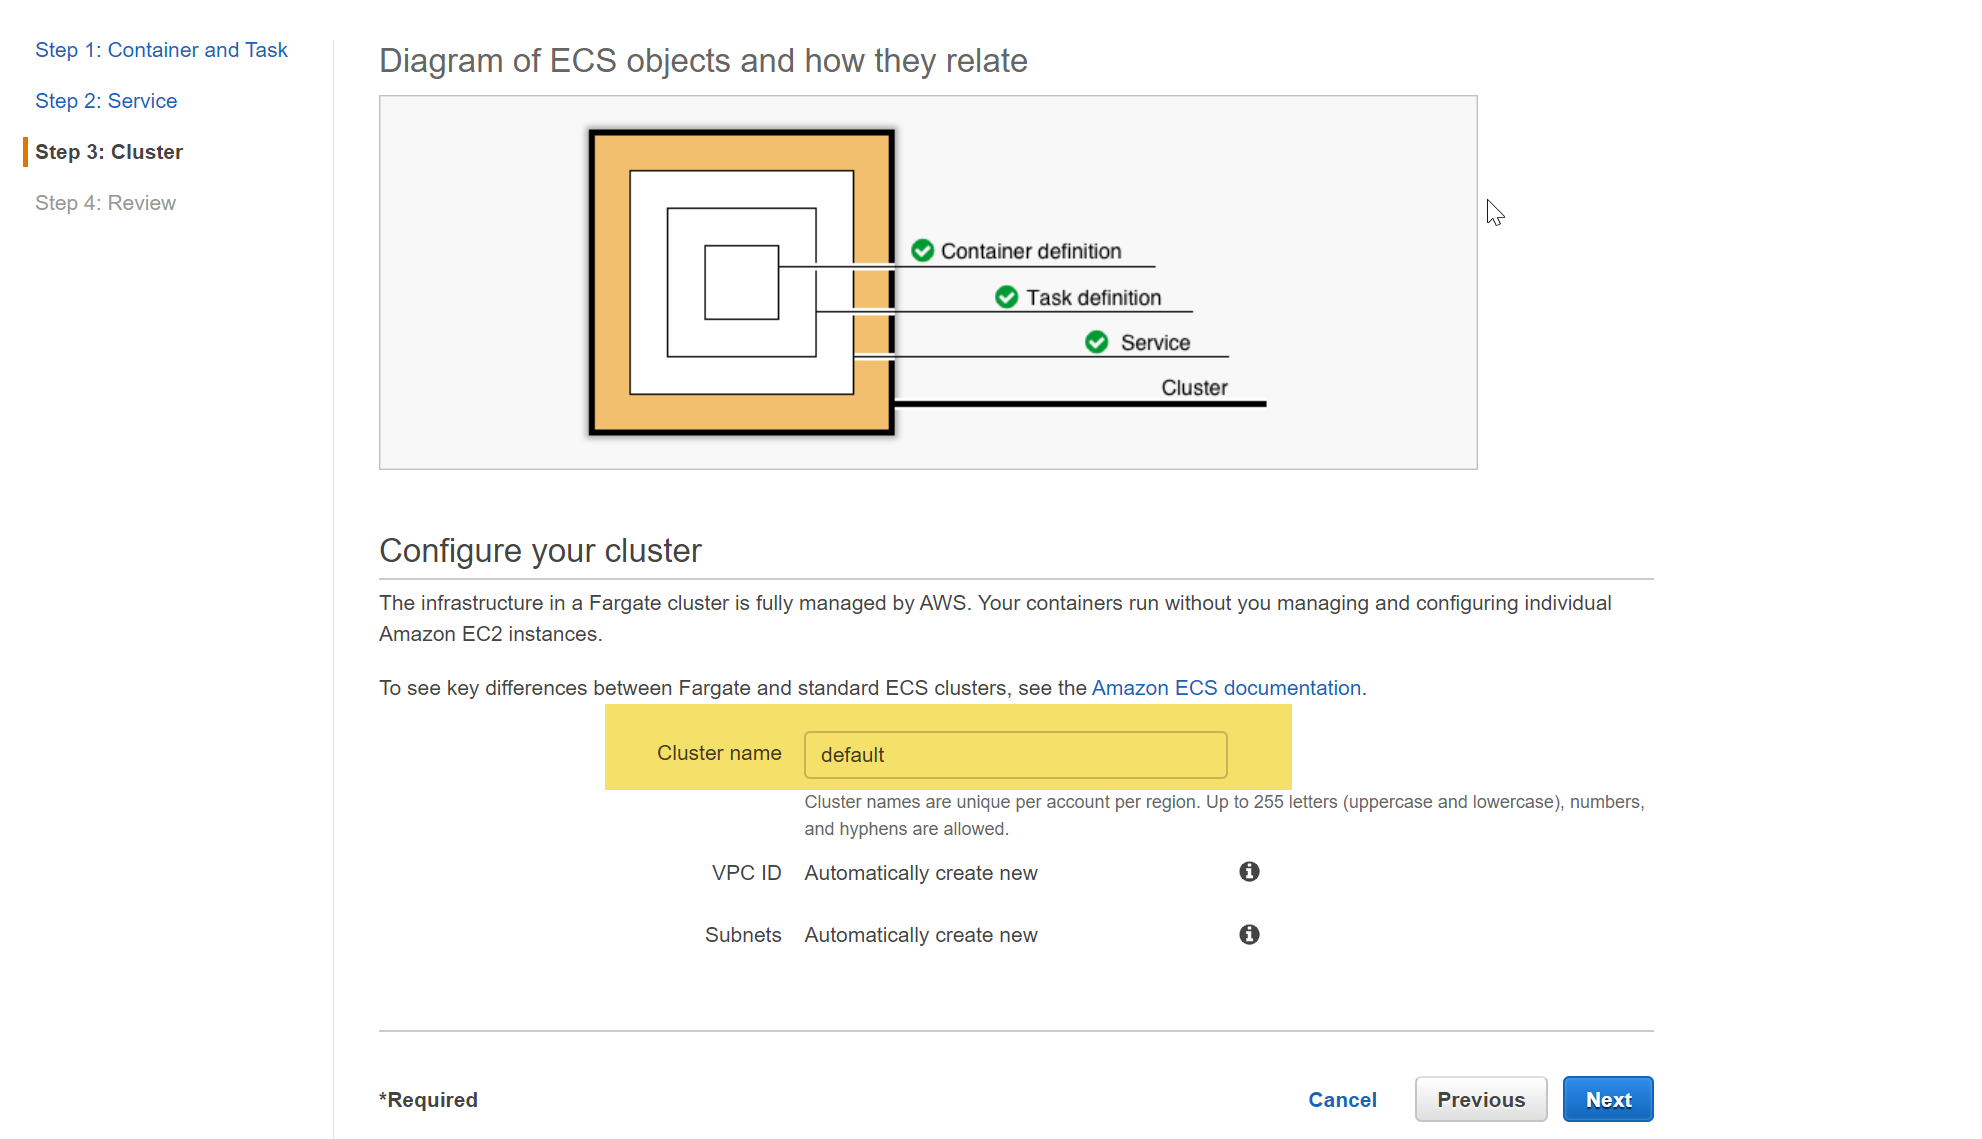 Step 1: Container and Task
Step 2: Service
Step 3: Cluster
Step 4: Review
Diagram of ECS objects and how they relate
Container definition
Task definition
Service
Cluster
Configure your cluster
The infrastructure in a Fargate cluster is fully managed by AWS. Your containers run without you managing and configuring individual
Amazon EC2 instances.
To see key differences between Fargate and standard ECS clusters, see the Amazon ECS documentation.
Cluster name default
Cluster names are unique per account per region. Up to 255 letters (uppercase and lowercase), numbers,
and hyphens are allowed.
VPC ID Automatically create new
Subnets Automatically create new
*Required Cancel Previous Next